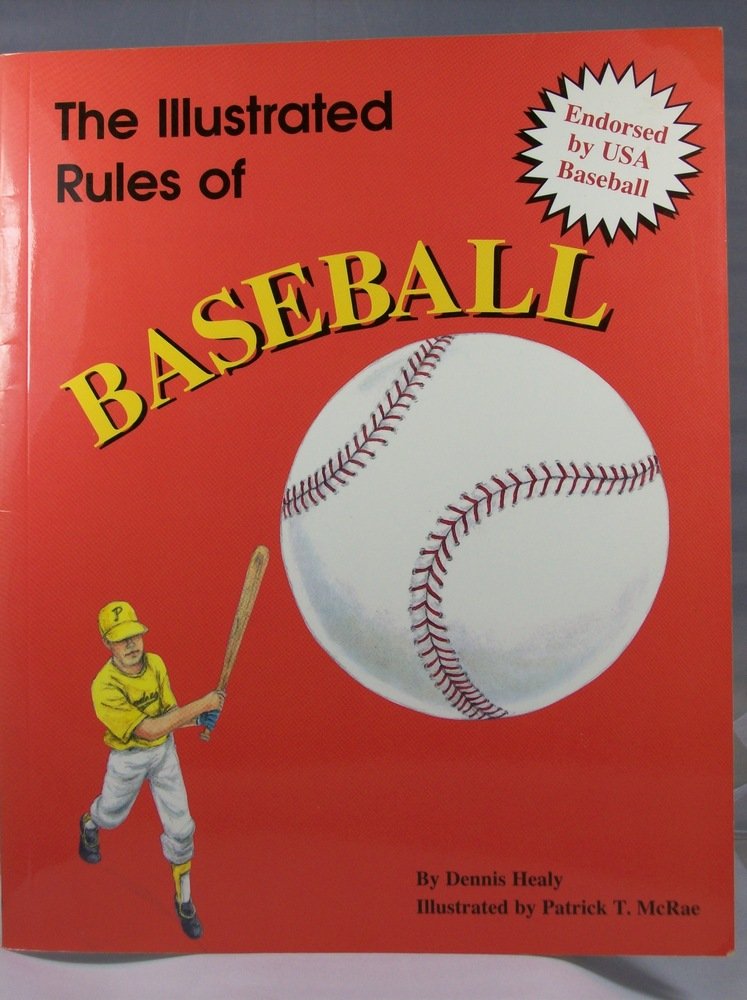 The Illustrated
Rules of
Endorsed
by USA
Baseball
BASEBALL
P
By Dennis Healy
Illustrated by Patrick T. McRae